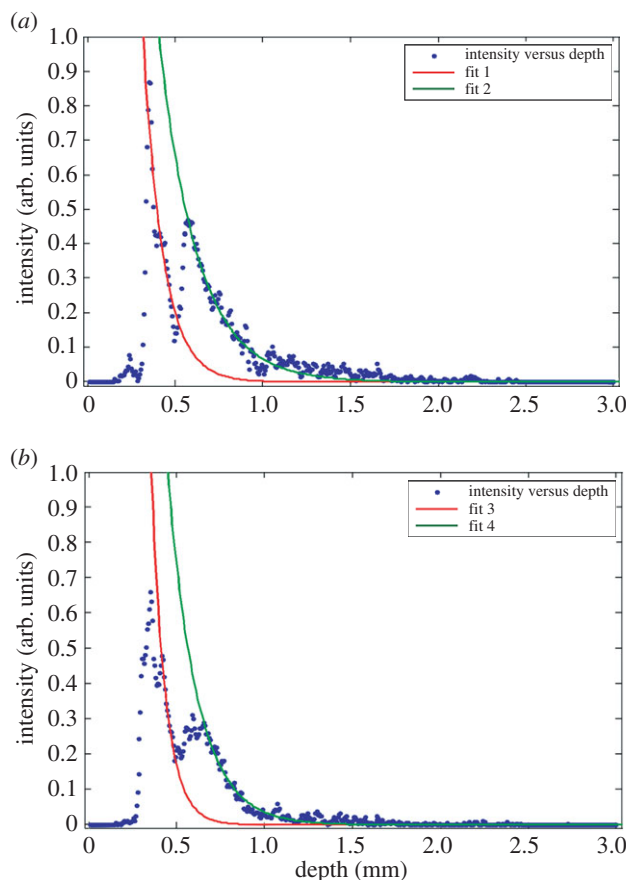 (a)
1.0
0.9
0.8
0.7
0.6
0.5
0.4
0.3
0.2
0.1
0
intensity (arb. units)
intensity versus depth
fit 1
fit 2
0 0.5 1.0 1.5 2.0 2.5 3.0
(b)
1.0
0.9
0.8
0.7
0.6
0.5
0.4
0.3
0.2
0.1
0
intensity (arb. units)
intensity versus depth
fit 3
fit 4
0 0.5 1.0 1.5 2.0 2.5 3.0
depth (mm)